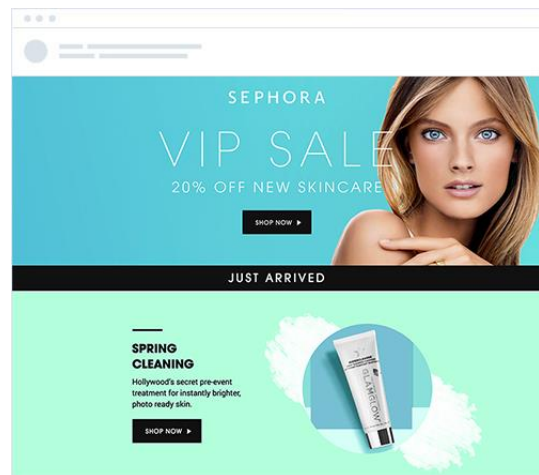 SEPHORA
VIP SALE
20% OFF NEW SKINCARE
SHOP NOW
JUST ARRIVED
SPRING
CLEANING
Hollywood's secret pre-event
treatment for instantly brighter,
photo ready skin.
SHOP NOW
GLAMGLOW